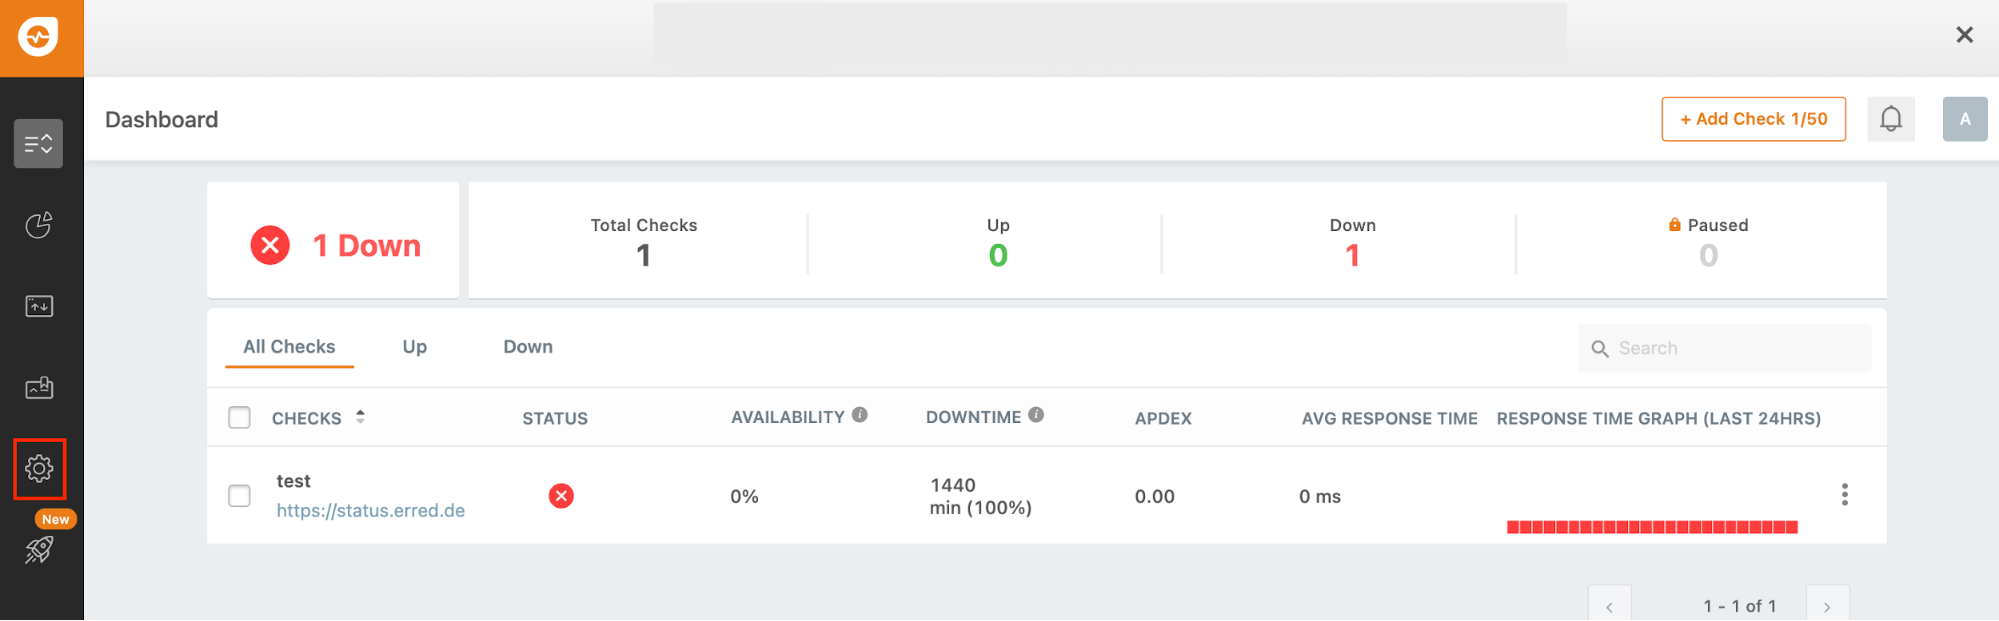 Dashboard
+ Add Check 1/50
A
1 Down
Total Checks
1
Up
0
Down
1
Paused
0
All Checks
Up
Down
Search
CHECKS
STATUS
AVAILABILITY
DOWNTIME
APDEX
AVG RESPONSE TIME
RESPONSE TIME GRAPH (LAST 24HRS)
test
https://status.erred.de
0%
1440
min (100%)
0.00
0 ms
New
1 - 1 of 1